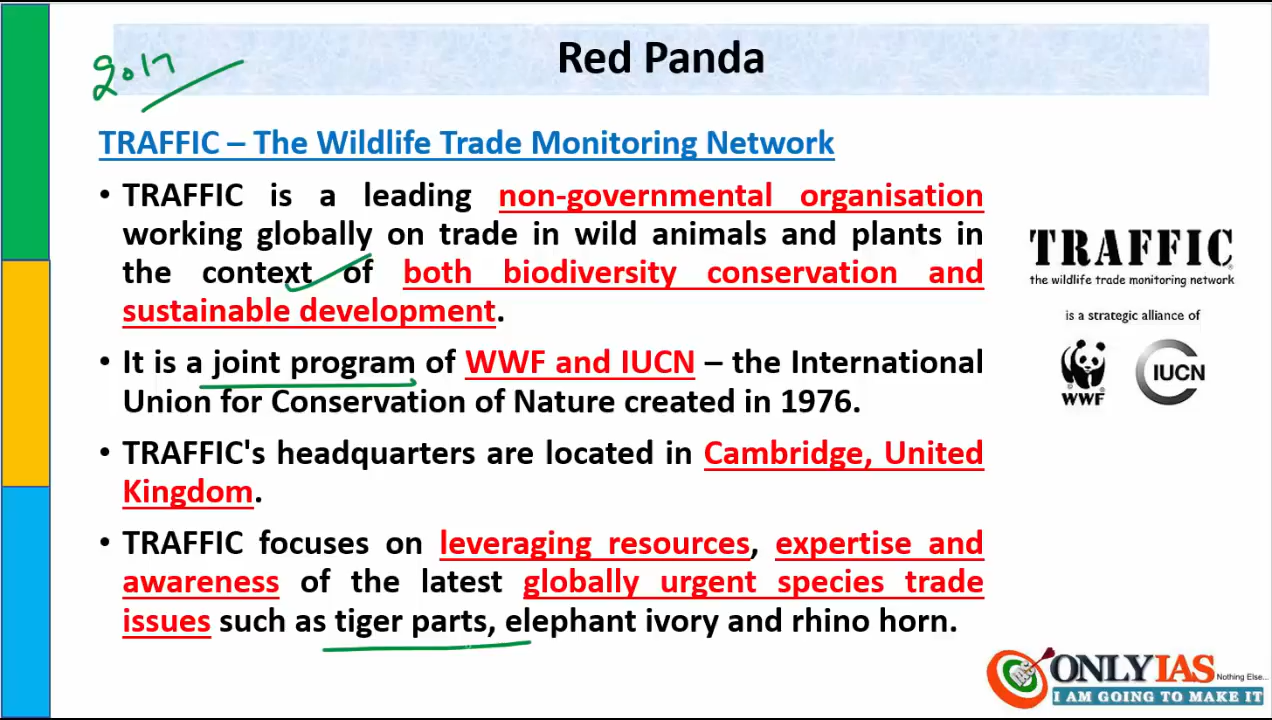 Red Panda
2017
TRAFFIC – The Wildlife Trade Monitoring Network
• TRAFFIC is a leading non-governmental organisation
working globally on trade in wild animals and plants in
the context of both biodiversity conservation and
sustainable development.
• It is a joint program of WWF and IUCN – the International
Union for Conservation of Nature created in 1976.
• TRAFFIC's headquarters are located in Cambridge, United
Kingdom.
• TRAFFIC focuses on leveraging resources, expertise and
awareness of the latest globally urgent species trade
issues such as tiger parts, elephant ivory and rhino horn.
TRAFFIC
the wildlife trade monitoring network
is a strategic alliance of
WWF
IUCN
ONLYIAS
Nothing Else...
I AM GOING TO MAKE IT